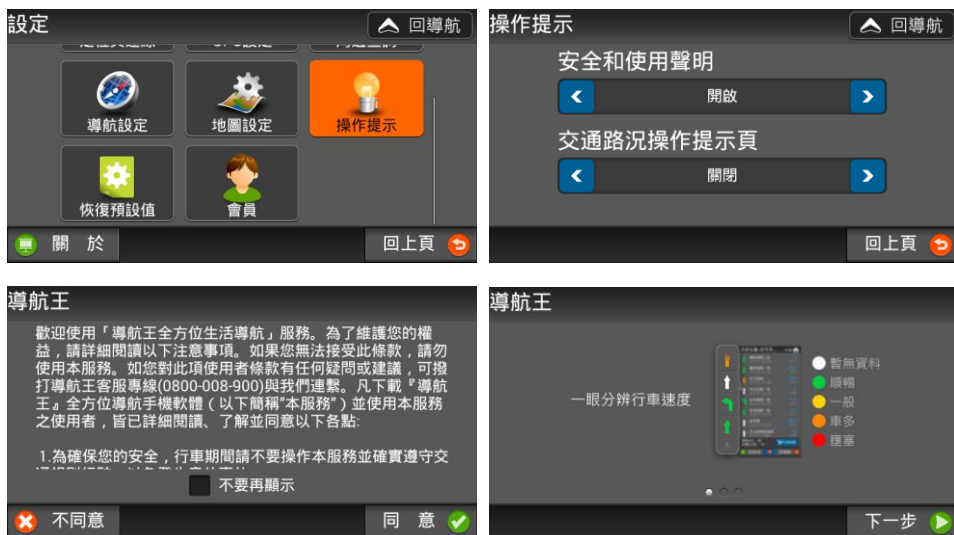 設定
回導航
導航設定
地圖設定
操作提示
恢復預設值
會員
關 於
回上頁
操作提示
回導航
安全和使用聲明
開啟
交通路況操作提示頁
關閉
回上頁
導航王
歡迎使用「導航王全方位生活導航」服務。為了維護您的權
益，請詳細閱讀以下注意事項。如果您無法接受此條款，請勿
使用本服務。如您對此項使用者條款有任何疑問或建議，可撥
打導航王客服專線(0800-008-900)與我們連繫。凡下載『導航
王』全方位導航手機軟體（以下簡稱"本服務"）並使用本服務
之使用者，皆已詳細閱讀、了解並同意以下各點:
1.為確保您的安全，行車期間請不要操作本服務並確實遵守交
不要再顯示
不同意
同 意
導航王
一眼分辨行車速度
暫無資料
順暢
一般
車多
壅塞
下一步